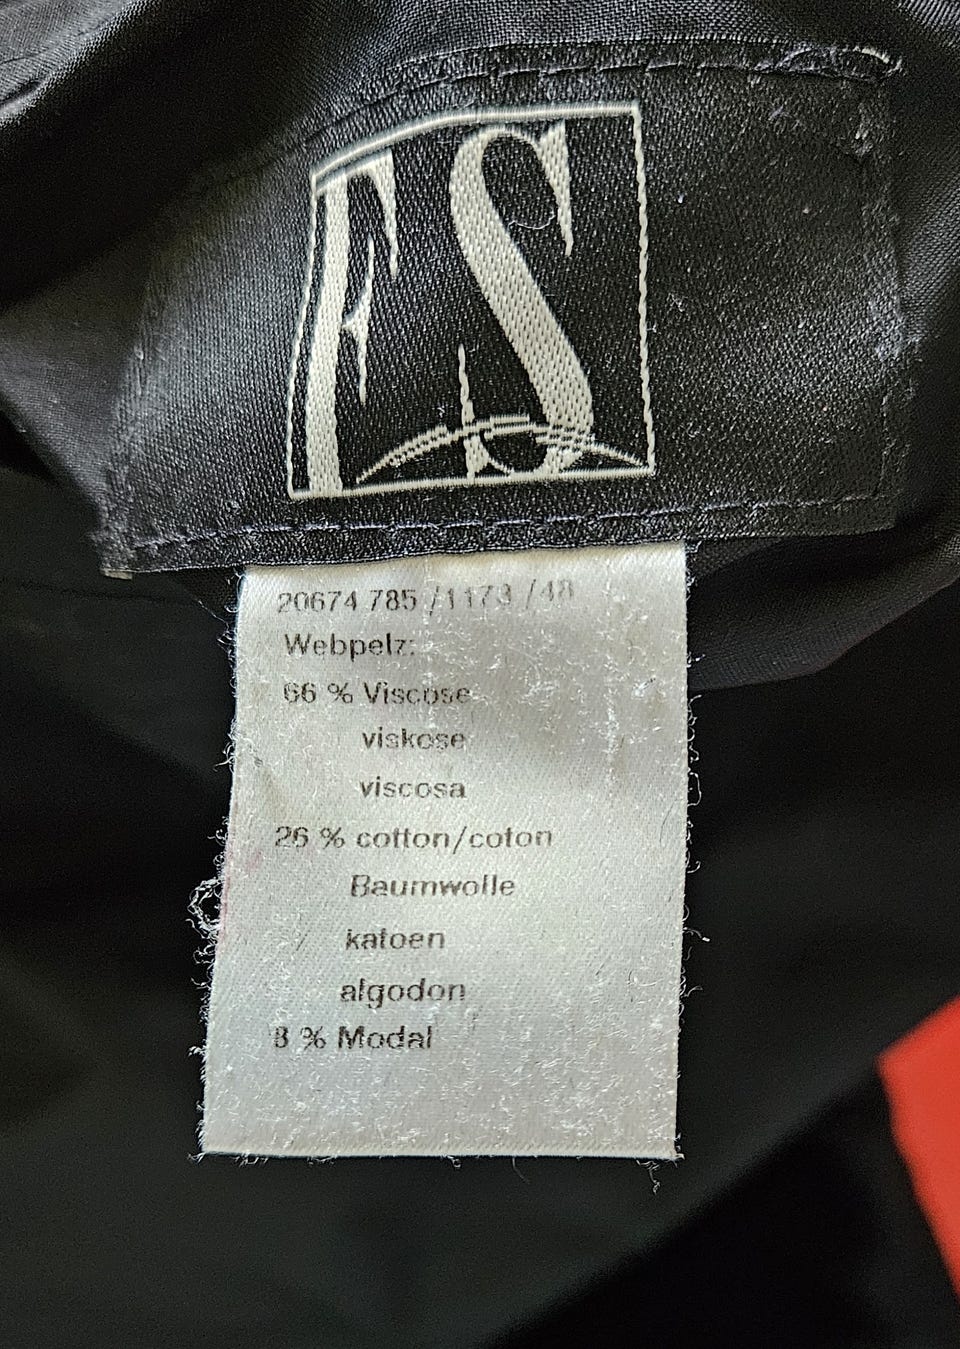 FS
20674 785 /1173 /48
Webpelz:
66 % Viscose
viskose
viscosa
26 % cotton/coton
Baumwolle
katoen
algodon
8 % Modal